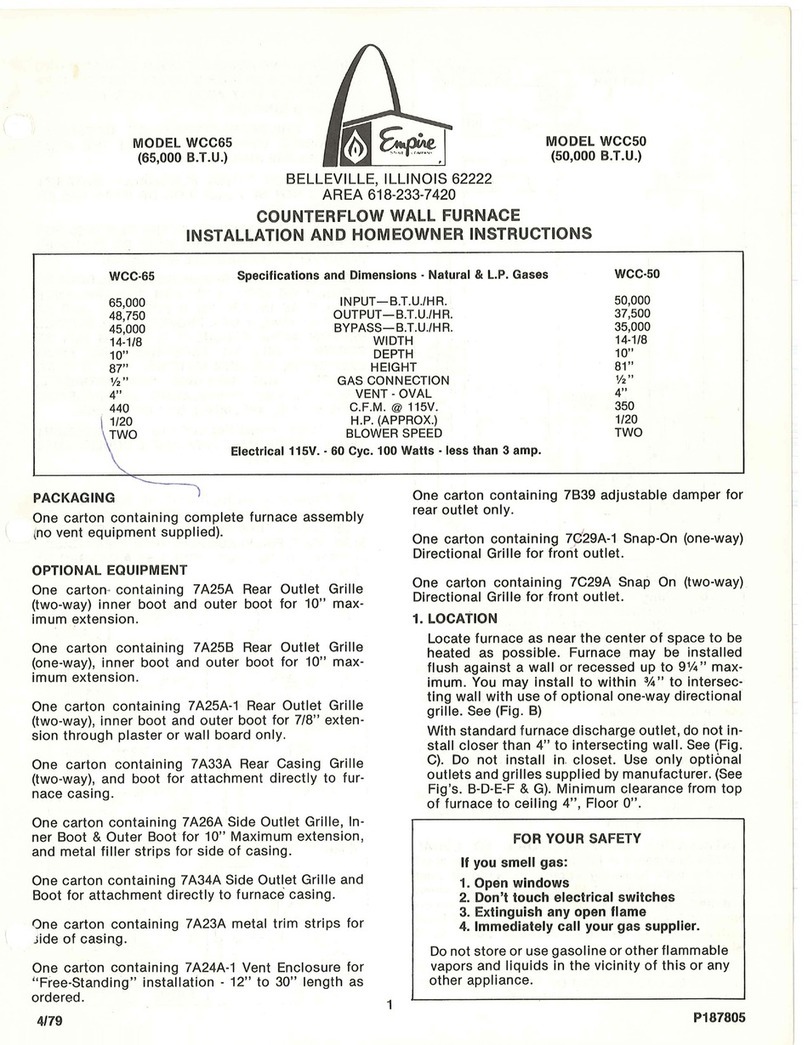 MODEL WCC65
(65,000 B.T.U.)
Empire
MODEL WCC50
(50,000 B.T.U.)
BELLEVILLE, ILLINOIS 62222
AREA 618-233-7420
COUNTERFLOW WALL FURNACE
INSTALLATION AND HOMEOWNER INSTRUCTIONS
WCC-65 Specifications and Dimensions - Natural & L.P. Gases WCC-50
65,000 INPUT—B.T.U./HR. 50,000
48,750 OUTPUT—B.T.U./HR. 37,500
45,000 BYPASS—B.T.U./HR. 35,000
14-1/8 WIDTH 14-1/8
10” DEPTH 10”
87” HEIGHT 81”
½” GAS CONNECTION ½”
4” VENT - OVAL 4”
440 C.F.M. @ 115V. 350
1/20 H.P. (APPROX.) 1/20
TWO BLOWER SPEED TWO
Electrical 115V. - 60 Cyc. 100 Watts - less than 3 amp.
PACKAGING
One carton containing complete furnace assembly
(no vent equipment supplied).
OPTIONAL EQUIPMENT
One carton containing 7A25A Rear Outlet Grille
(two-way) inner boot and outer boot for 10” max-
imum extension.
One carton containing 7A25B Rear Outlet Grille
(one-way), inner boot and outer boot for 10” max-
imum extension.
One carton containing 7A25A-1 Rear Outlet Grille
(two-way), inner boot and outer boot for 7/8” exten-
sion through plaster or wall board only.
One carton containing 7A33A Rear Casing Grille
(two-way), and boot for attachment directly to fur-
nace casing.
One carton containing 7A26A Side Outlet Grille, In-
ner Boot & Outer Boot for 10” Maximum extension,
and metal filler strips for side of casing.
One carton containing 7A34A Side Outlet Grille and
Boot for attachment directly to furnace casing.
One carton containing 7A23A metal trim strips for
side of casing.
One carton containing 7A24A-1 Vent Enclosure for
“Free-Standing” installation - 12” to 30” length as
ordered.
One carton containing 7B39 adjustable damper for
rear outlet only.
One carton containing 7C29A-1 Snap-On (one-way)
Directional Grille for front outlet.
One carton containing 7C29A Snap On (two-way)
Directional Grille for front outlet.
1. LOCATION
Locate furnace as near the center of space to be
heated as possible. Furnace may be installed
flush against a wall or recessed up to 9¼” max-
imum. You may install to within ¾” to intersec-
ting wall with use of optional one-way directional
grille. See (Fig. B)
With standard furnace discharge outlet, do not in-
stall closer than 4” to intersecting wall. See (Fig.
C). Do not install in closet. Use only optional
outlets and grilles supplied by manufacturer. (See
Fig's. B-D-E-F & G). Minimum clearance from top
of furnace to ceiling 4”, Floor 0”.
FOR YOUR SAFETY
If you smell gas:
1. Open windows
2. Don't touch electrical switches
3. Extinguish any open flame
4. Immediately call your gas supplier.
Do not store or use gasoline or other flammable
vapors and liquids in the vicinity of this or any
other appliance.
4/79
1
P187805